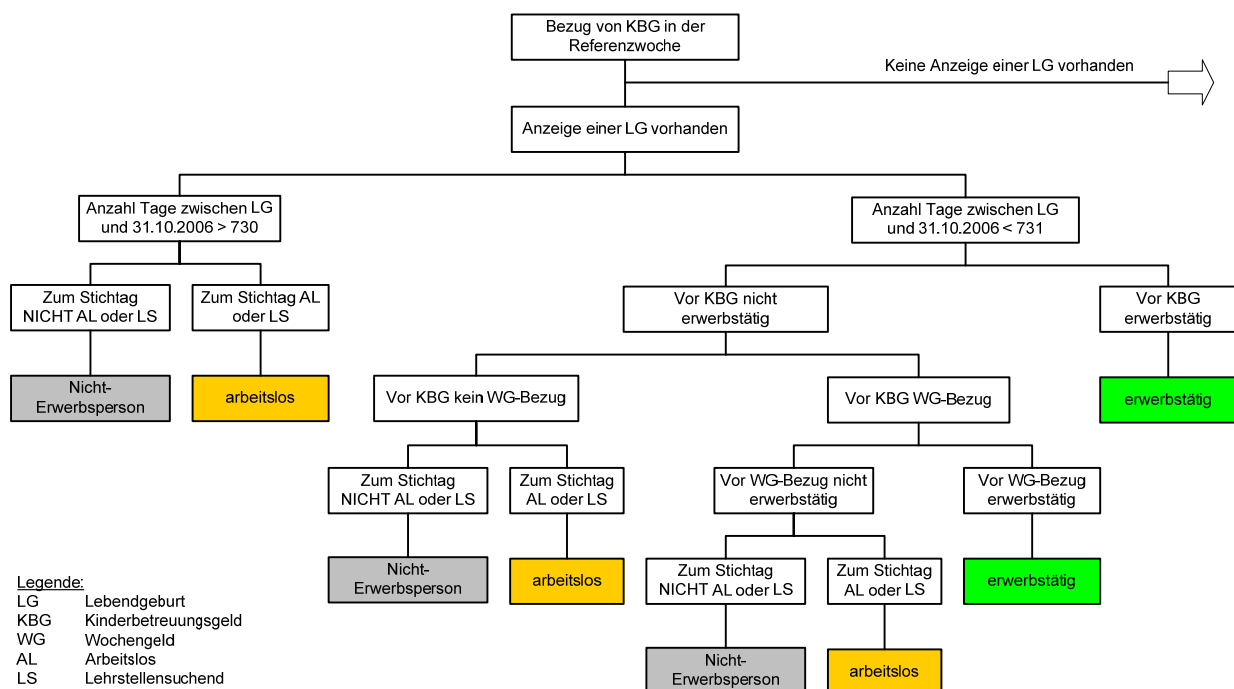 Bezug von KBG in der
Referenzwoche
Keine Anzeige einer LG vorhanden
Anzeige einer LG vorhanden
Anzahl Tage zwischen LG
und 31.10.2006 > 730
Anzahl Tage zwischen LG
und 31.10.2006 < 731
Zum Stichtag
NICHT AL oder LS
Zum Stichtag AL
oder LS
Vor KBG nicht
erwerbstätig
Vor KBG
erwerbstätig
Nicht-
Erwerbsperson
arbeitslos
Vor KBG kein WG-Bezug
Vor KBG WG-Bezug
erwerbstätig
Zum Stichtag
NICHT AL oder LS
Zum Stichtag
AL oder LS
Vor WG-Bezug nicht
erwerbstätig
Vor WG-Bezug
erwerbstätig
Nicht-
Erwerbsperson
arbeitslos
Zum Stichtag
NICHT AL oder LS
Zum Stichtag
AL oder LS
erwerbstätig
Nicht-
Erwerbsperson
arbeitslos
Legende:
LG Lebendgeburt
KBG Kinderbetreuungsgeld
WG Wochengeld
AL Arbeitslos
LS Lehrstellensuchend